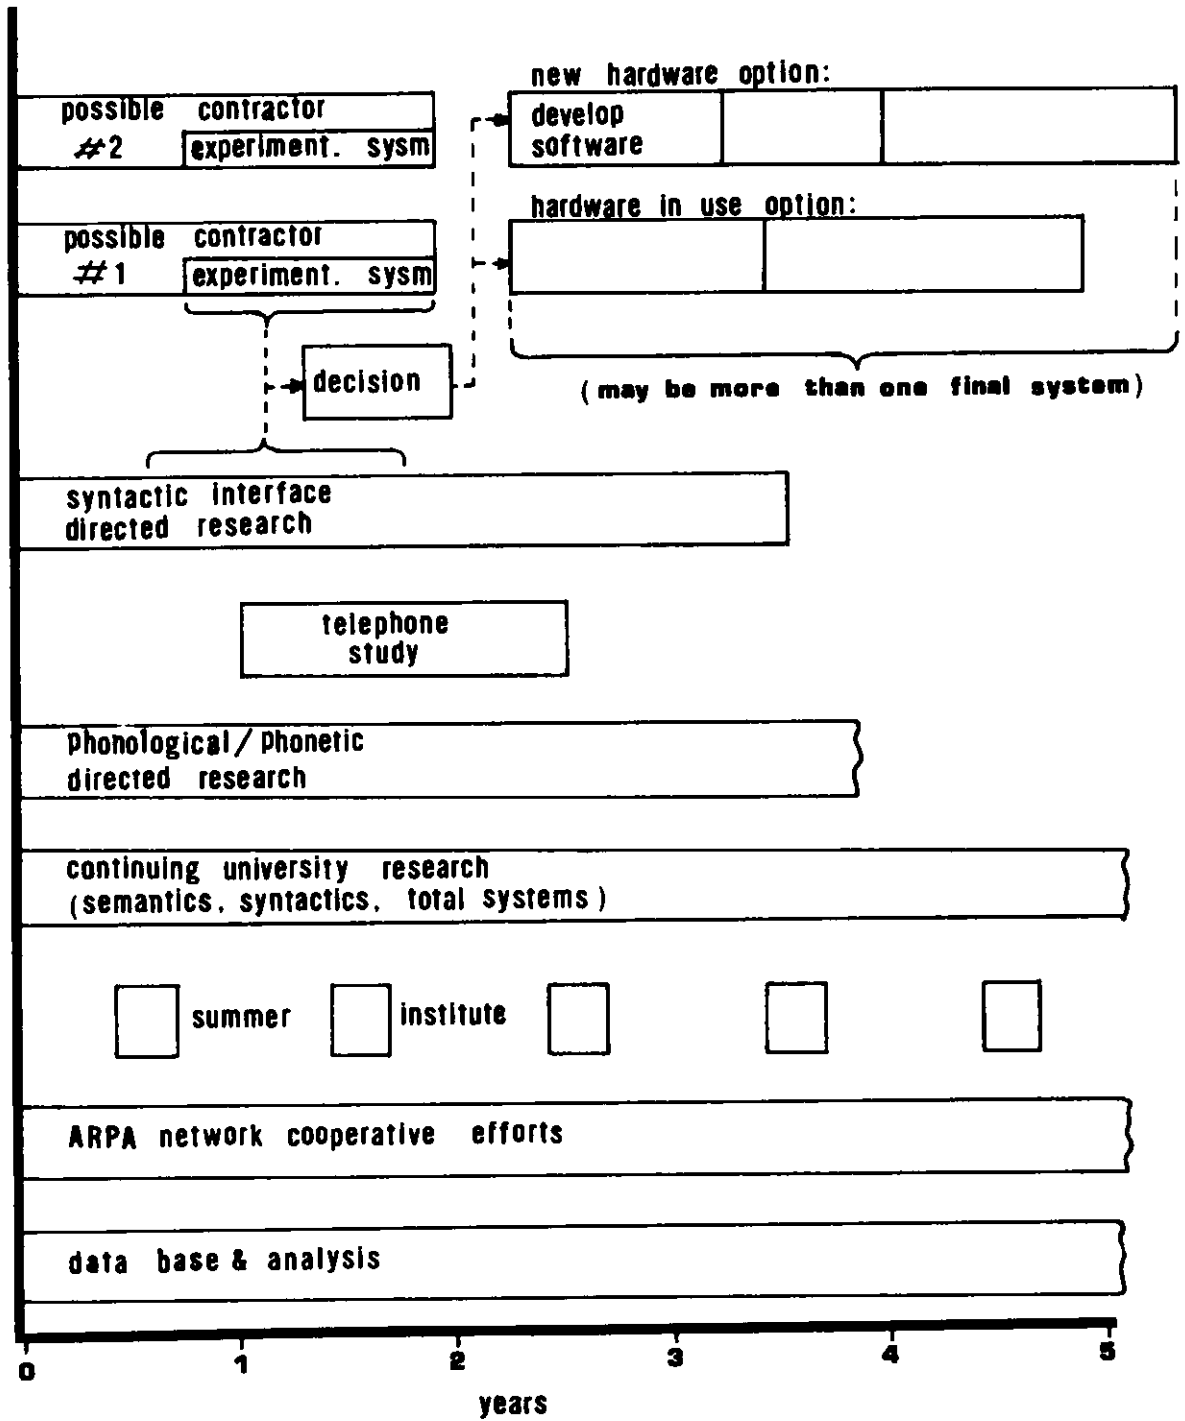 new hardware option:
possible contractor
#2
experiment. sysm
develop
software
hardware in use option:
possible contractor
#1
experiment. sysm
decision
(may be more than one final system)
syntactic interface
directed research
telephone
study
Phonological/Phonetic
directed research
continuing university research
(semantics, syntactics, total systems)
summer institute
ARPA network cooperative efforts
data base & analysis
0 1 2 3 4 5
years